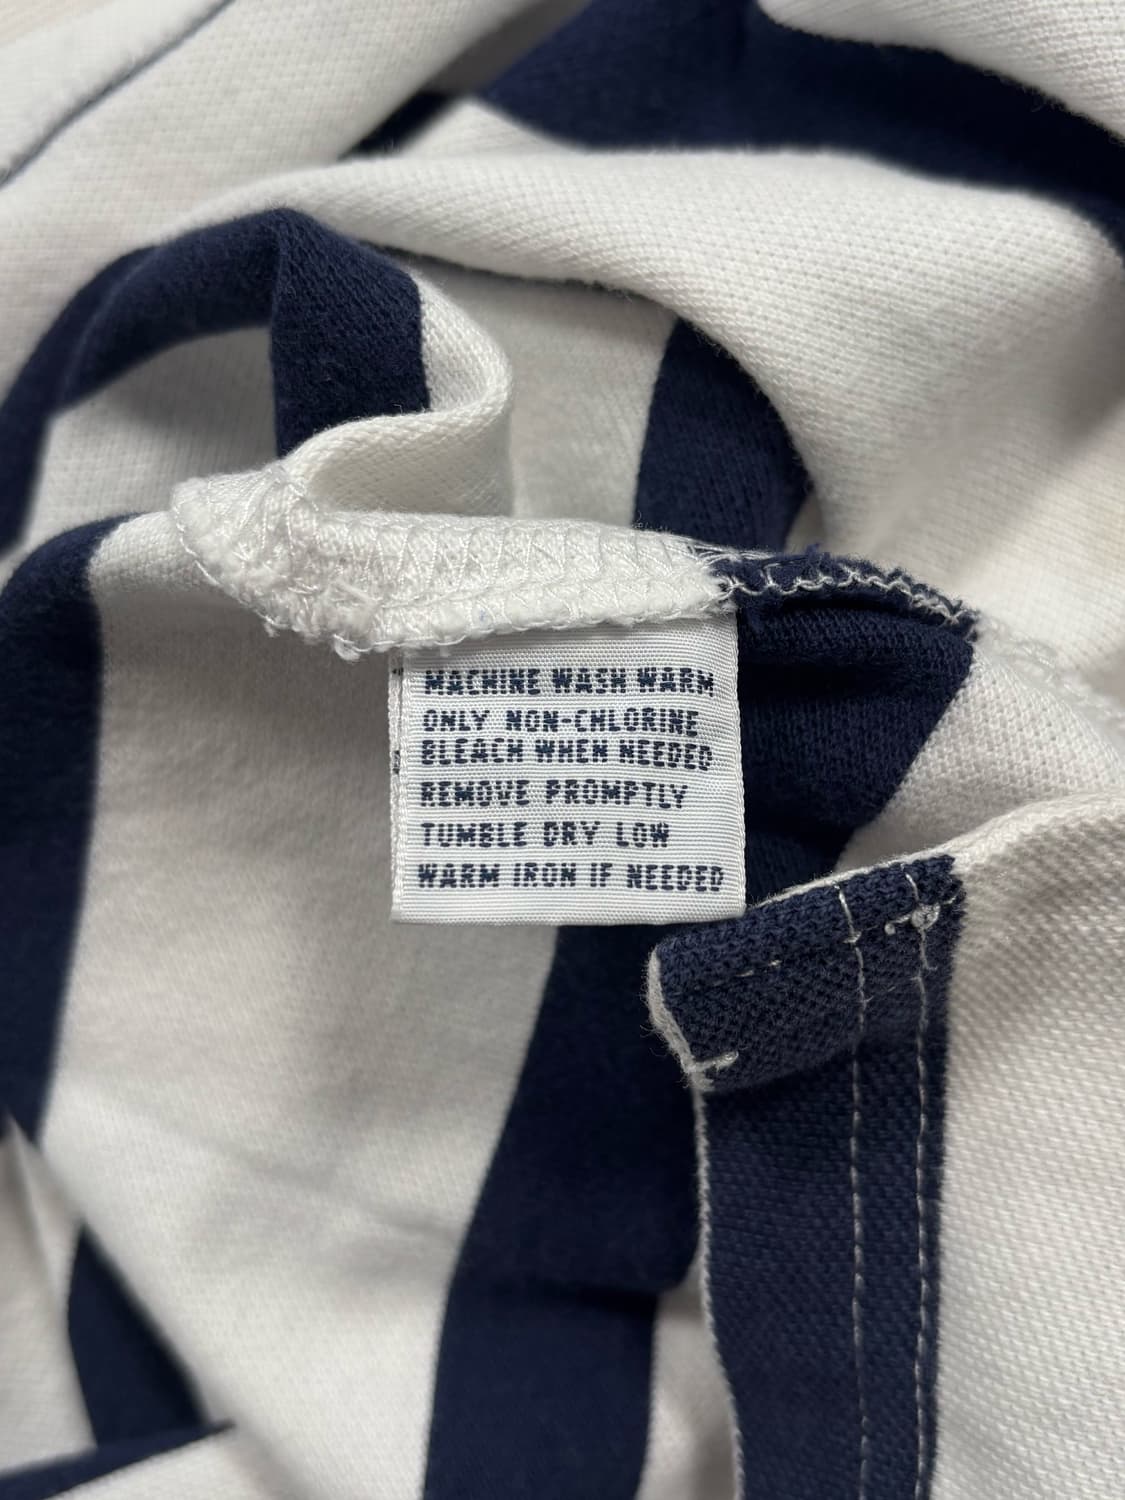 MACHINE WASH WARM
ONLY NON-CHLORINE
BLEACH WHEN NEEDED
REMOVE PROMPTLY
TUMBLE DRY LOW
WARM IRON IF NEEDED